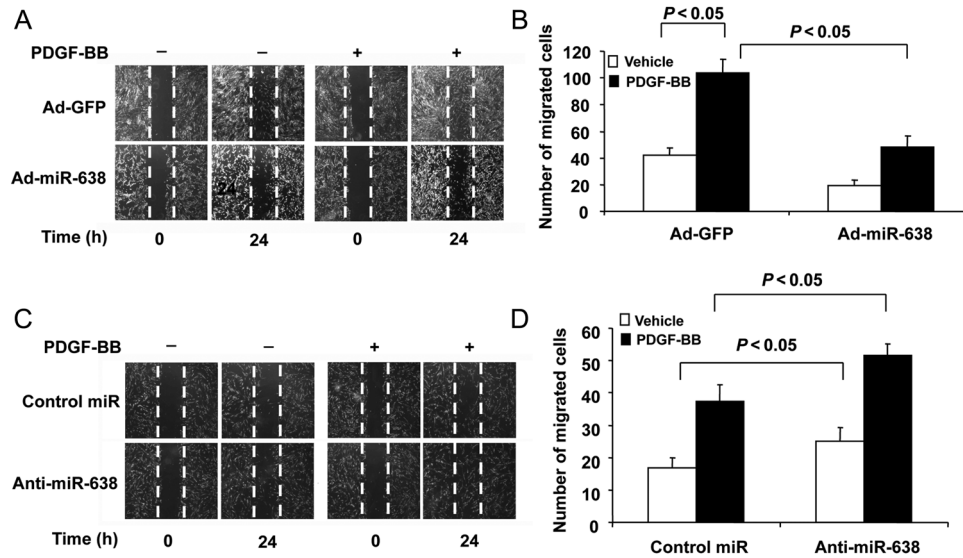 A
PDGF-BB – – + +
Ad-GFP
Ad-miR-638
24
Time (h) 0 24 0 24
B
P < 0.05
P < 0.05
Vehicle
PDGF-BB
Number of migrated cells
120
100
80
60
40
20
0
Ad-GFP Ad-miR-638
C
PDGF-BB – – + +
Control miR
Anti-miR-638
Time (h) 0 24 0 24
D
P < 0.05
P < 0.05
Vehicle
PDGF-BB
Number of migrated cells
60
50
40
30
20
10
0
Control miR Anti-miR-638